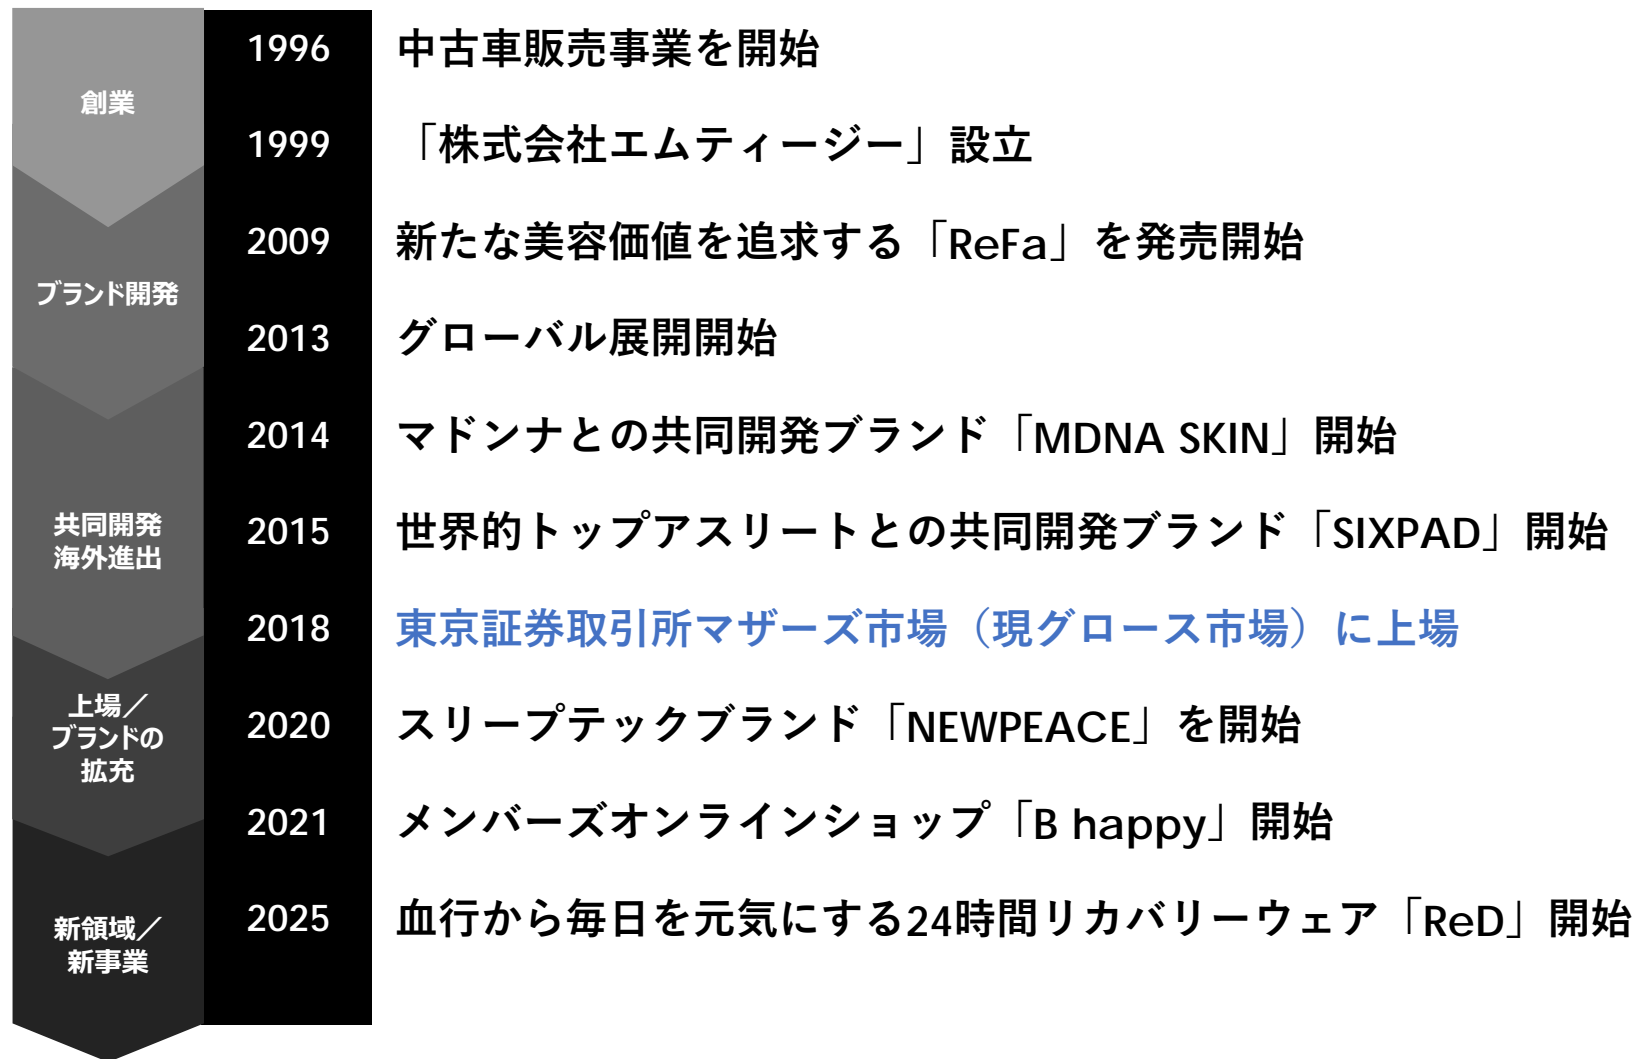 創業
1996 中古車販売事業を開始
1999 「株式会社エムティージー」設立
ブランド開発
2009 新たな美容価値を追求する「ReFa」を発売開始
2013 グローバル展開開始
共同開発
海外進出
2014 マドンナとの共同開発ブランド「MDNA SKIN」開始
2015 世界的トップアスリートとの共同開発ブランド「SIXPAD」開始
2018 東京証券取引所マザーズ市場（現グロース市場）に上場
上場／
ブランドの
拡充
2020 スリープテックブランド「NEWPEACE」を開始
2021 メンバーズオンラインショップ「B happy」開始
新領域／
新事業
2025 血行から毎日を元気にする24時間リカバリーウェア「ReD」開始